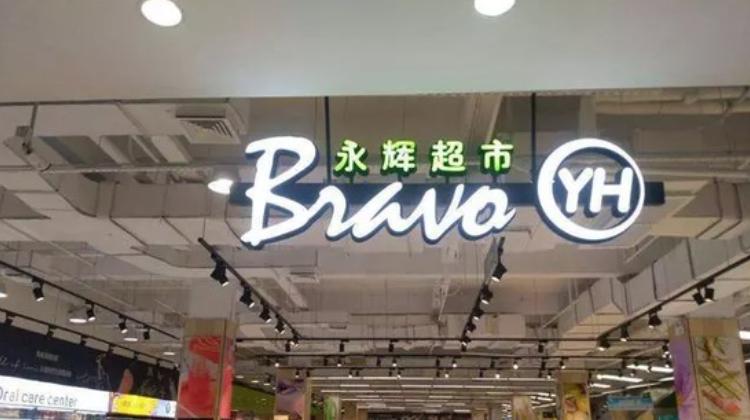 永辉超市
Bravo YH
Oral care center